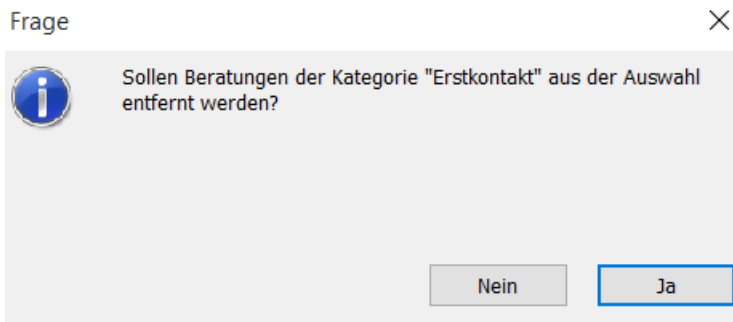 Frage
Sollen Beratungen der Kategorie "Erstkontakt" aus der Auswahl
entfernt werden?
Nein
Ja